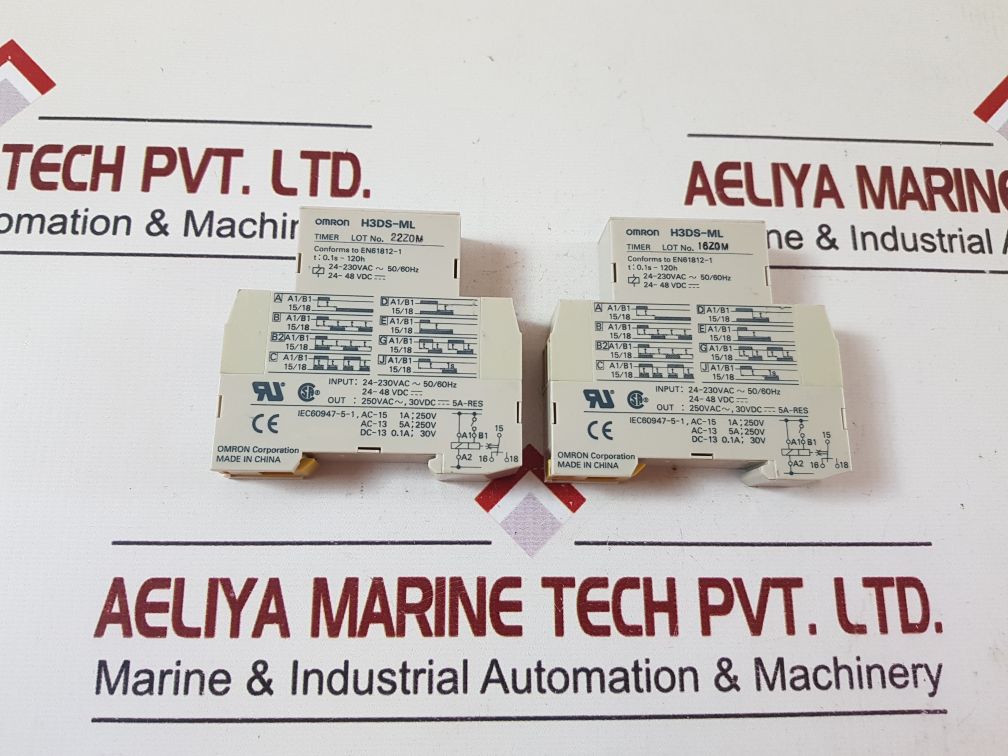 TECH PVT. LTD.
omation & Machin
AELIYA MARINE
ne & Industrial A
OMRON H3DS-ML
TIMER LOT No. 22Z0M
Conforms to EN61812-1
t : 0.1s - 120h
24-230VAC ~ 50/60Hz
24- 48 VDC
A A1/B1
15/18
B A1/B1
15/18
B2 A1/B1
15/18
C A1/B1
15/18
D A1/B1
15/18
E A1/B1
15/18
G A1/B1
15/18
J A1/B1
15/18
1s
INPUT: 24-230VAC ~ 50/60Hz
24- 48 VDC
OUT : 250VAC~, 30VDC 5A-RES
IEC60947-5-1, AC-15 1A; 250V
AC-13 5A; 250V
DC-13 0.1A; 30V
CE
OMRON Corporation
MADE IN CHINA
A1 B1 15
A2 16 18
OMRON H3DS-ML
TIMER LOT No. 16Z0M
Conforms to EN61812-1
t : 0.1s - 120h
24-230VAC ~ 50/60Hz
24- 48 VDC
A A1/B1
15/18
B A1/B1
15/18
B2 A1/B1
15/18
C A1/B1
15/18
D A1/B1
15/18
E A1/B1
15/18
G A1/B1
15/18
J A1/B1
15/18
1s
INPUT: 24-230VAC ~ 50/60Hz
24- 48 VDC
OUT : 250VAC~, 30VDC 5A-RES
IEC60947-5-1, AC-15 1A; 250V
AC-13 5A; 250V
DC-13 0.1A; 30V
CE
OMRON Corporation
MADE IN CHINA
A1 B1 15
A2 16 18
AELIYA MARINE TECH PVT. LTD.
Marine & Industrial Automation & Machinery